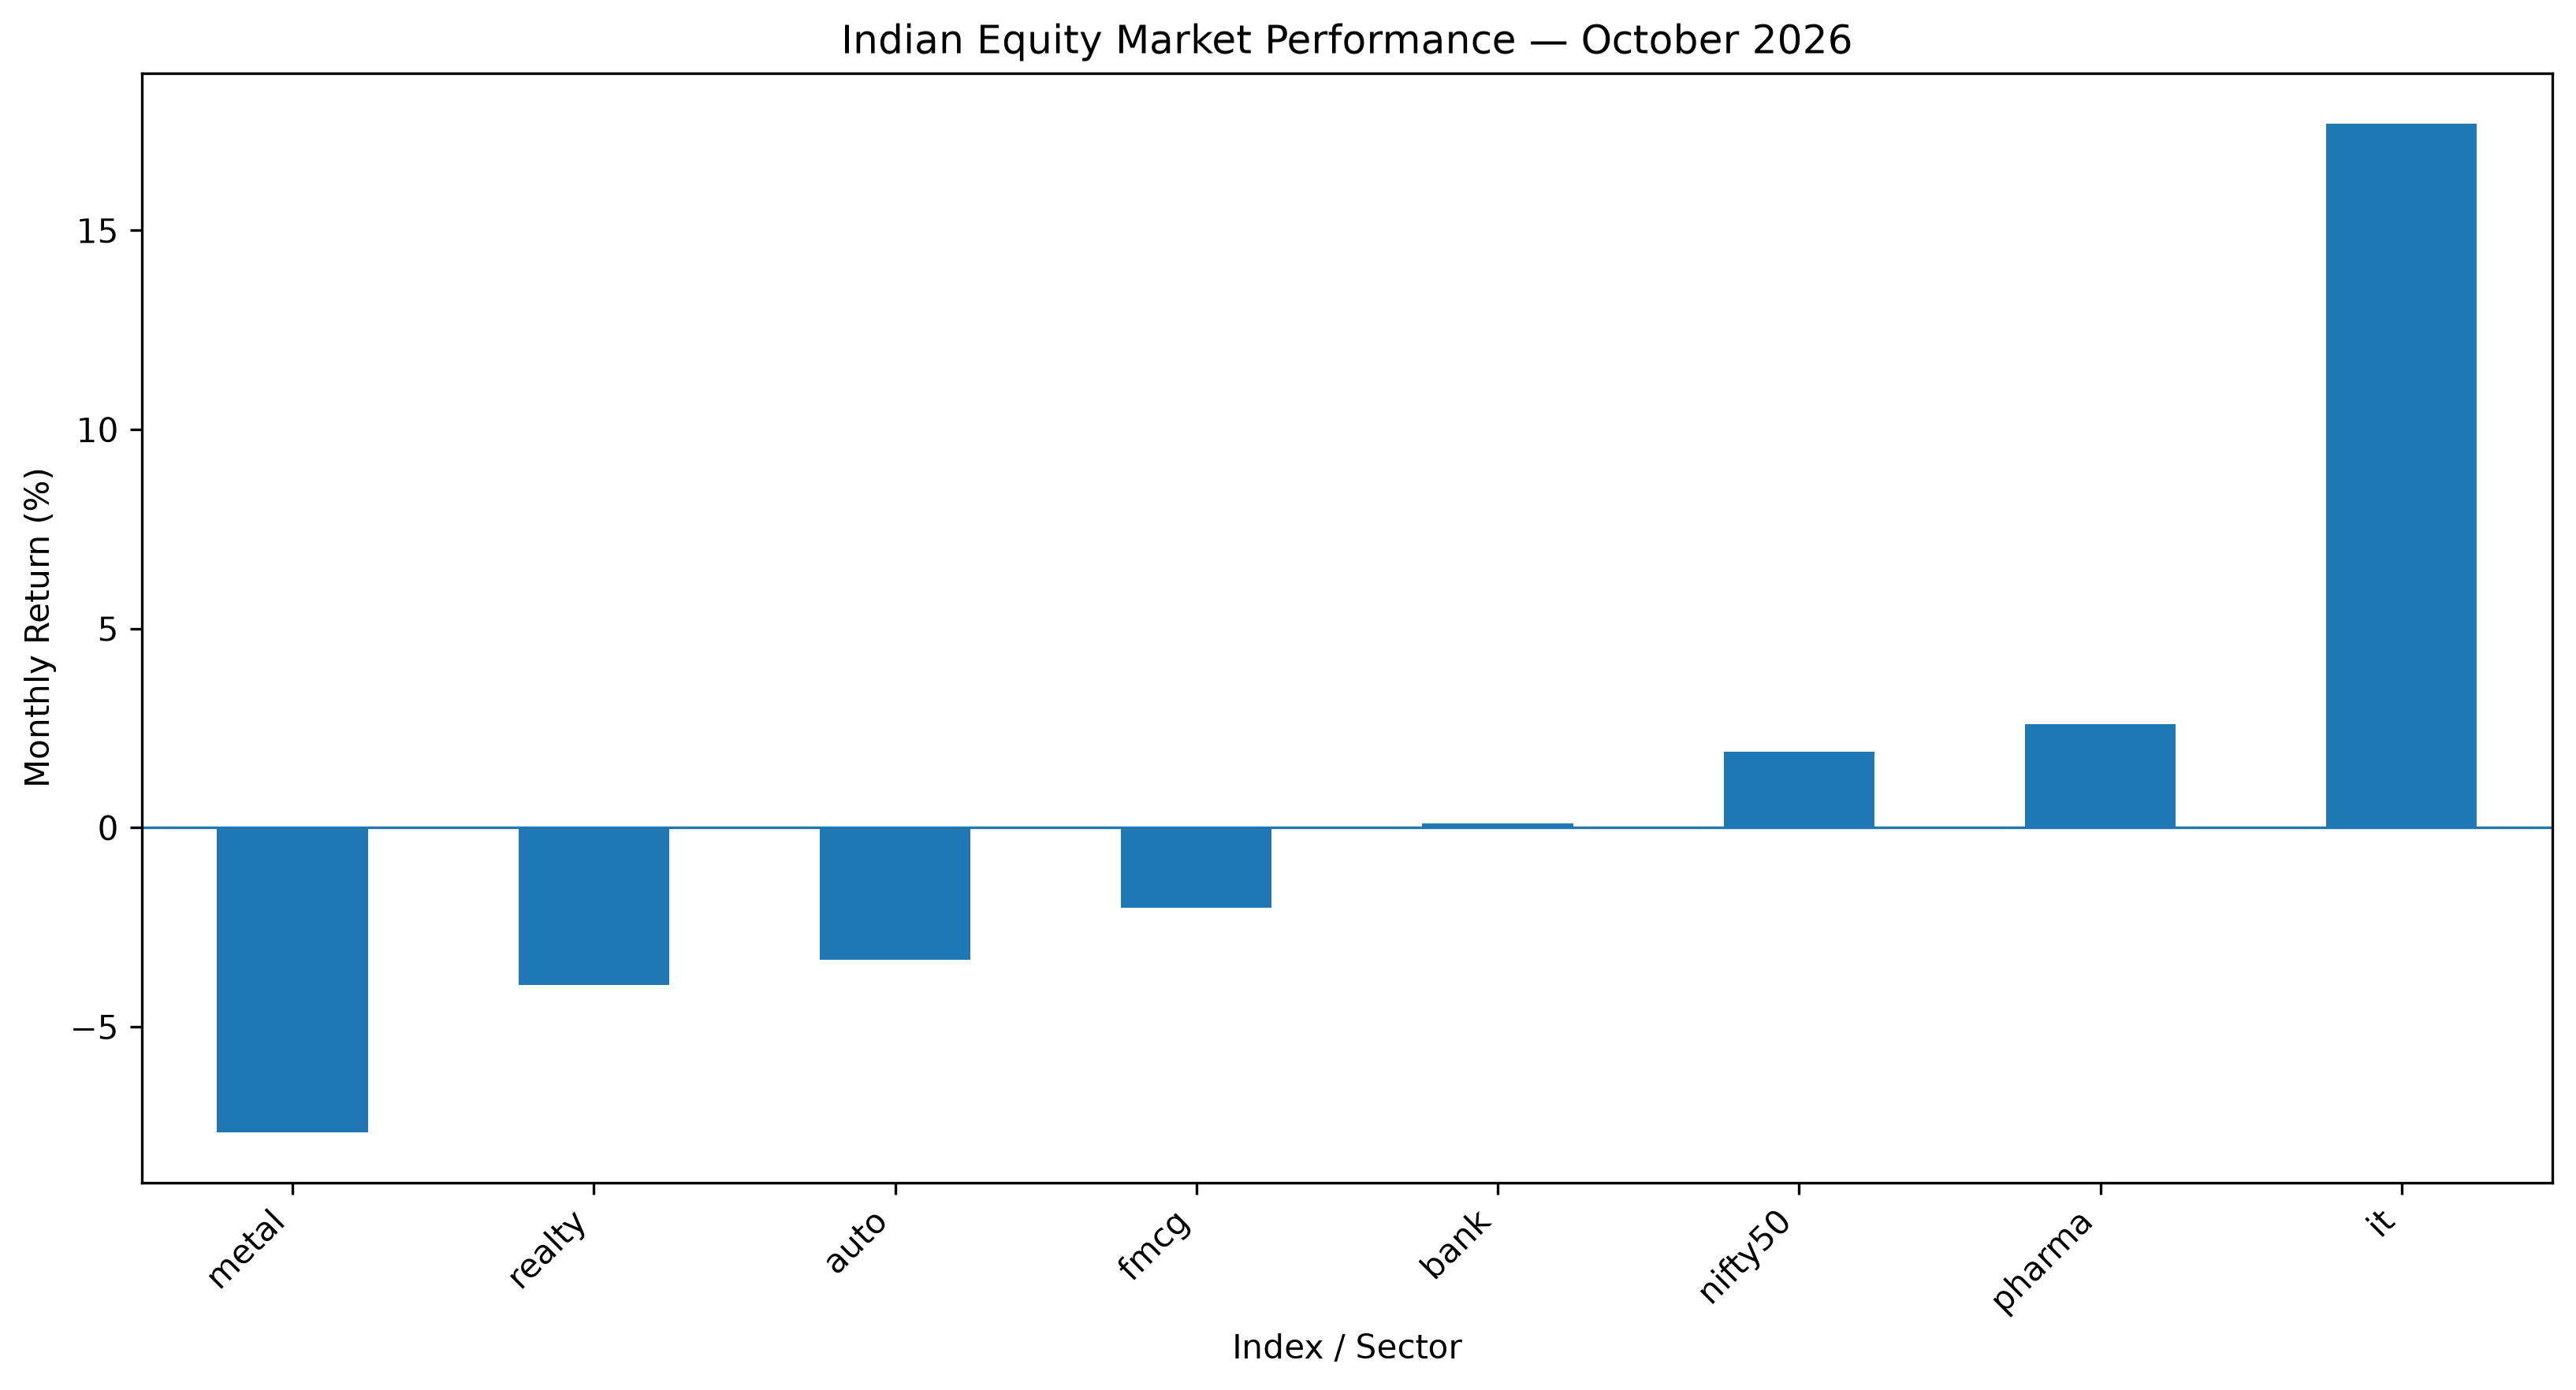 Indian Equity Market Performance — October 2026
Monthly Return (%)
15
10
5
0
−5
metal
realty
auto
fmcg
bank
nifty50
pharma
it
Index / Sector